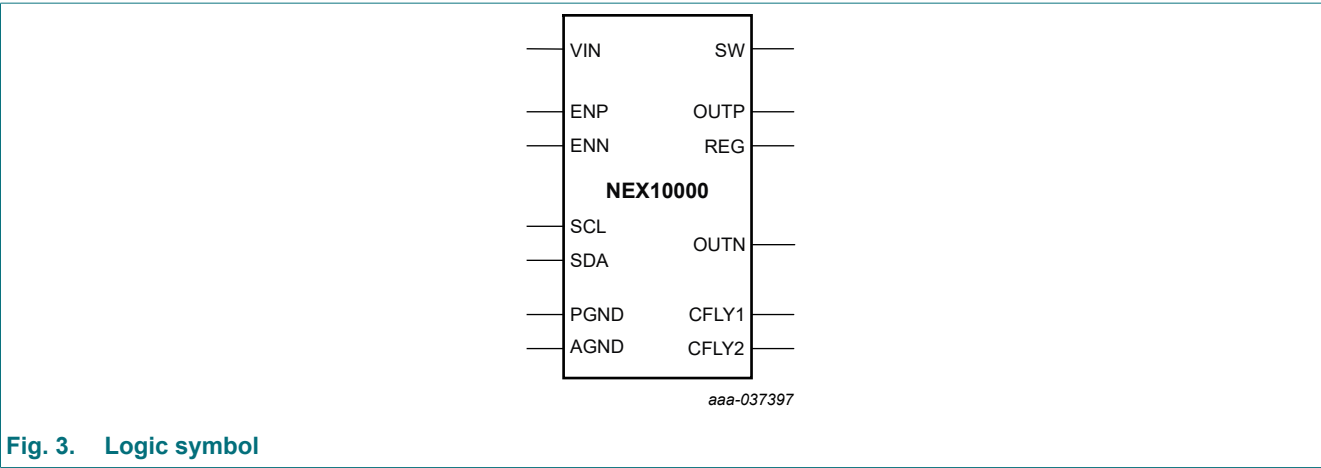 VIN SW
ENP OUTP
ENN REG
NEX10000
SCL
OUTN
SDA
PGND CFLY1
AGND CFLY2
aaa-037397
Fig. 3. Logic symbol